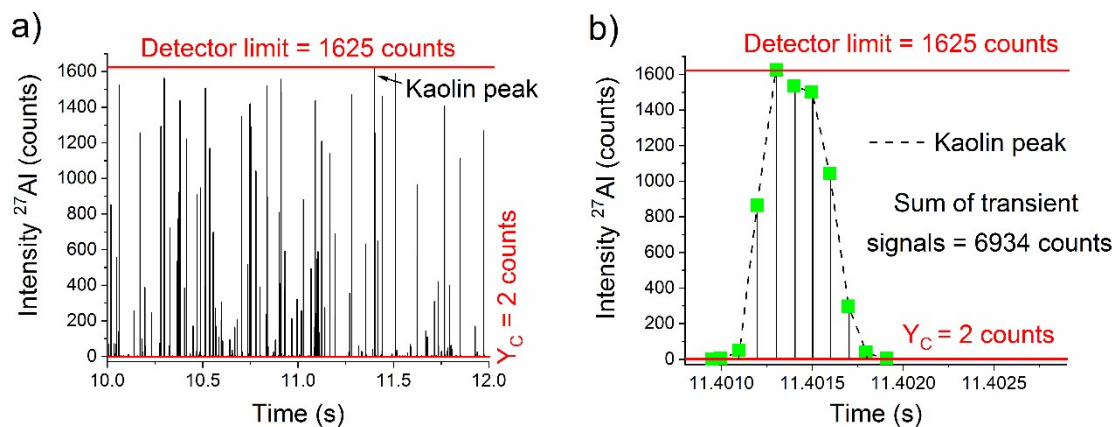 a)
Detector limit = 1625 counts
Kaolin peak
Intensity ²⁷Al (counts)
1600
1400
1200
1000
800
600
400
200
0
Y_C = 2 counts
10.0 10.5 11.0 11.5 12.0
Time (s)
b)
Detector limit = 1625 counts
Intensity ²⁷Al (counts)
1600
1400
1200
1000
800
600
400
200
0
Kaolin peak
Sum of transient
signals = 6934 counts
Y_C = 2 counts
11.4010 11.4015 11.4020 11.4025
Time (s)